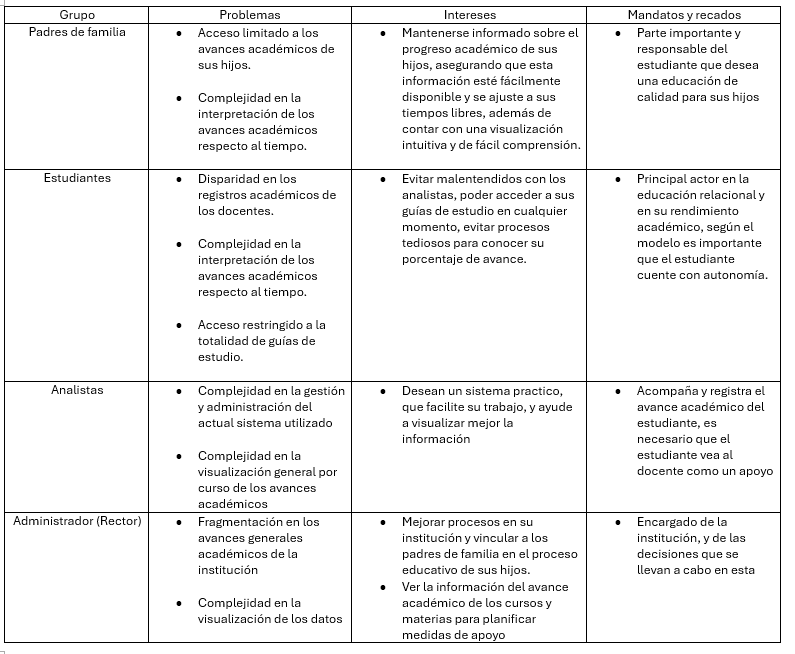 Grupo
Problemas
Intereses
Mandatos y recados
Padres de familia
• Acceso limitado a los
avances académicos de
sus hijos.
• Complejidad en la
interpretación de los
avances académicos
respecto al tiempo.
• Mantenerse informado sobre el
progreso académico de sus
hijos, asegurando que esta
información esté fácilmente
disponible y se ajuste a sus
tiempos libres, además de
contar con una visualización
intuitiva y de fácil comprensión.
• Parte importante y
responsable del
estudiante que desea
una educación de
calidad para sus hijos
Estudiantes
• Disparidad en los
registros académicos de
los docentes.
• Complejidad en la
interpretación de los
avances académicos
respecto al tiempo.
• Acceso restringido a la
totalidad de guías de
estudio.
• Evitar malentendidos con los
analistas, poder acceder a sus
guías de estudio en cualquier
momento, evitar procesos
tediosos para conocer su
porcentaje de avance.
• Principal actor en la
educación relacional y
en su rendimiento
académico, según el
modelo es importante
que el estudiante
cuente con autonomía.
Analistas
• Complejidad en la gestión
y administración del
actual sistema utilizado
• Complejidad en la
visualización general por
curso de los avances
académicos
• Desean un sistema practico,
que facilite su trabajo, y ayude
a visualizar mejor la
información
• Acompaña y registra el
avance académico del
estudiante, es
necesario que el
estudiante vea al
docente como un apoyo
Administrador (Rector)
• Fragmentación en los
avances generales
académicos de la
institución
• Complejidad en la
visualización de los datos
• Mejorar procesos en su
institución y vincular a los
padres de familia en el proceso
educativo de sus hijos.
• Ver la información del avance
académico de los cursos y
materias para planificar
medidas de apoyo
• Encargado de la
institución, y de las
decisiones que se
llevan a cabo en esta